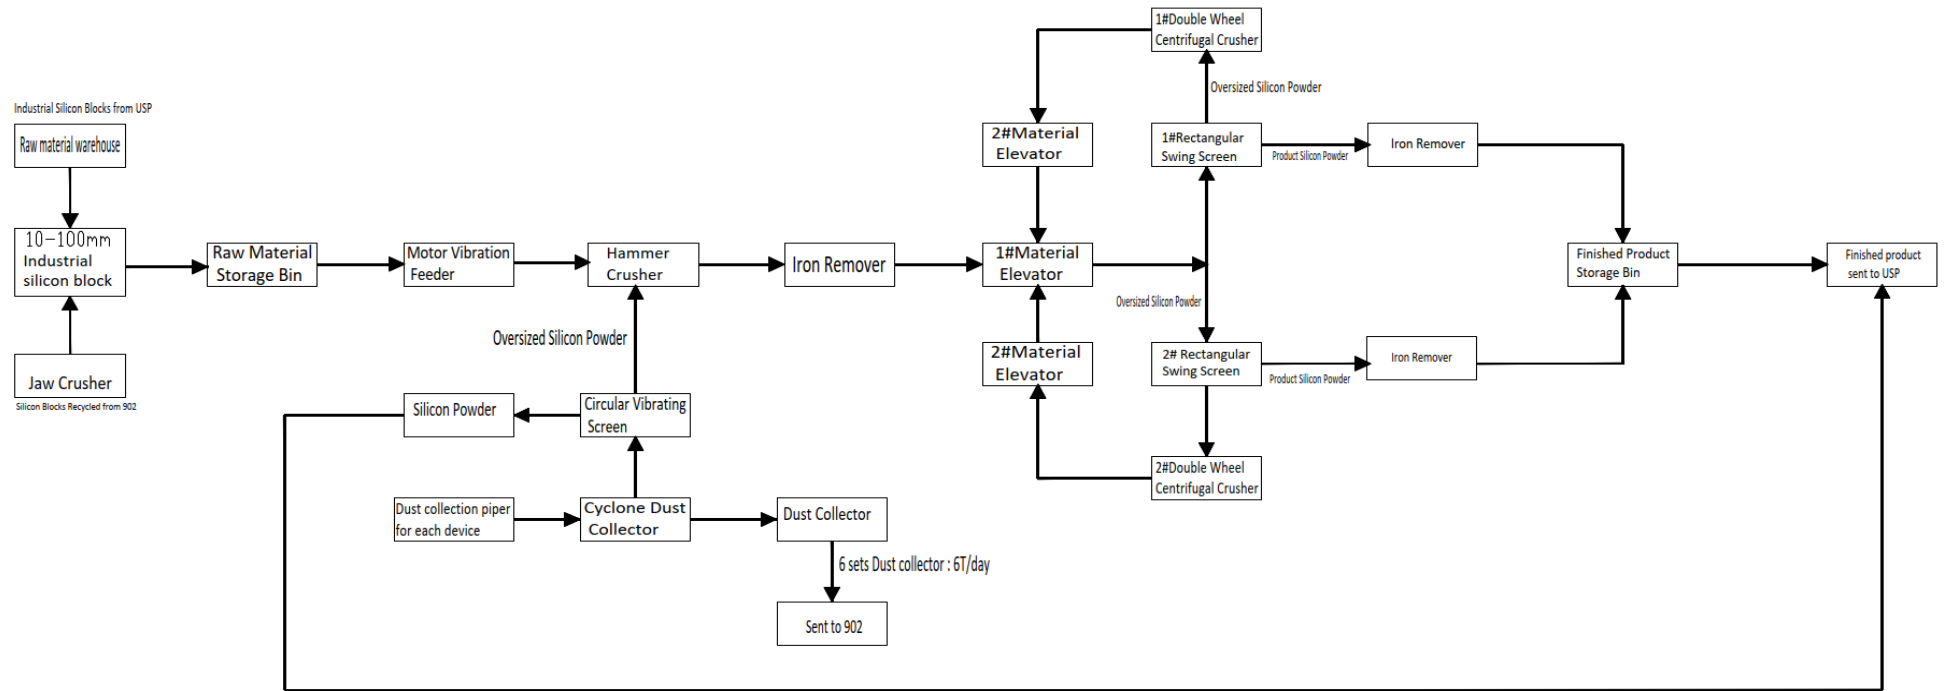 1#Double Wheel
Centrifugal Crusher
Oversized Silicon Powder
Industrial Silicon Blocks from USP
Raw material warehouse
2#Material
Elevator
1#Rectangular
Swing Screen
Product Silicon Powder
Iron Remover
10-100mm
Industrial
silicon block
Raw Material
Storage Bin
Motor Vibration
Feeder
Hammer
Crusher
Iron Remover
1#Material
Elevator
Finished Product
Storage Bin
Finished product
sent to USP
Oversized Silicon Powder
Oversized Silicon Powder
Jaw Crusher
Silicon Blocks Recycled from 902
2#Material
Elevator
2# Rectangular
Swing Screen
Product Silicon Powder
Iron Remover
Silicon Powder
Circular Vibrating
Screen
2#Double Wheel
Centrifugal Crusher
Dust collection piper
for each device
Cyclone Dust
Collector
Dust Collector
6 sets Dust collector : 6T/day
Sent to 902